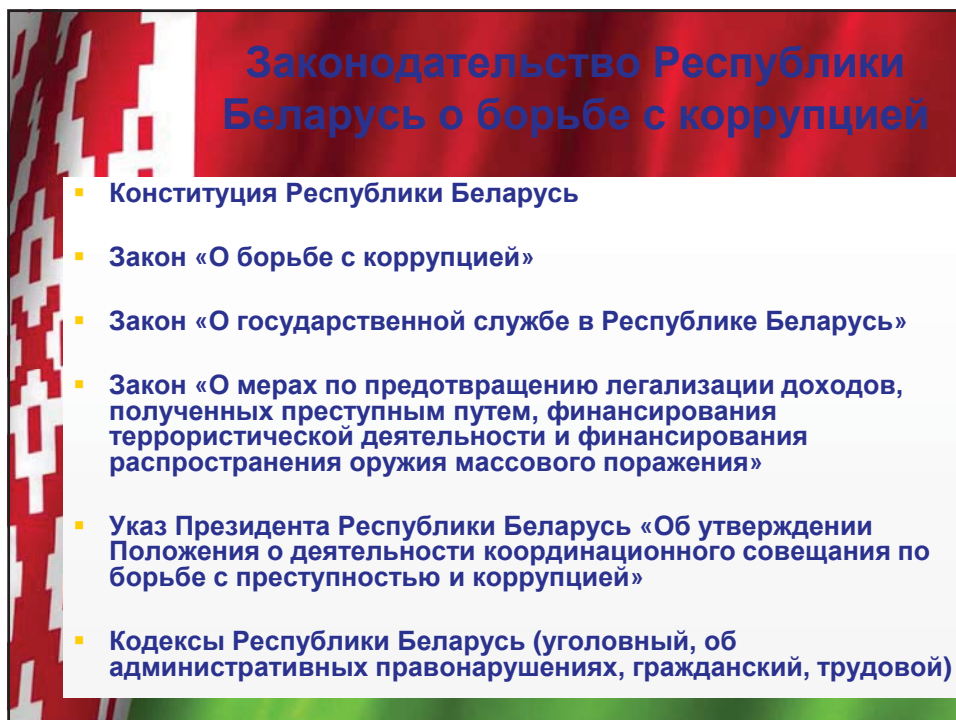 Законодательство Республики
Беларусь о борьбе с коррупцией
Конституция Республики Беларусь
Закон «О борьбе с коррупцией»
Закон «О государственной службе в Республике Беларусь»
Закон «О мерах по предотвращению легализации доходов,
полученных преступным путем, финансирования
террористической деятельности и финансирования
распространения оружия массового поражения»
Указ Президента Республики Беларусь «Об утверждении
Положения о деятельности координационного совещания по
борьбе с преступностью и коррупцией»
Кодексы Республики Беларусь (уголовный, об
административных правонарушениях, гражданский, трудовой)